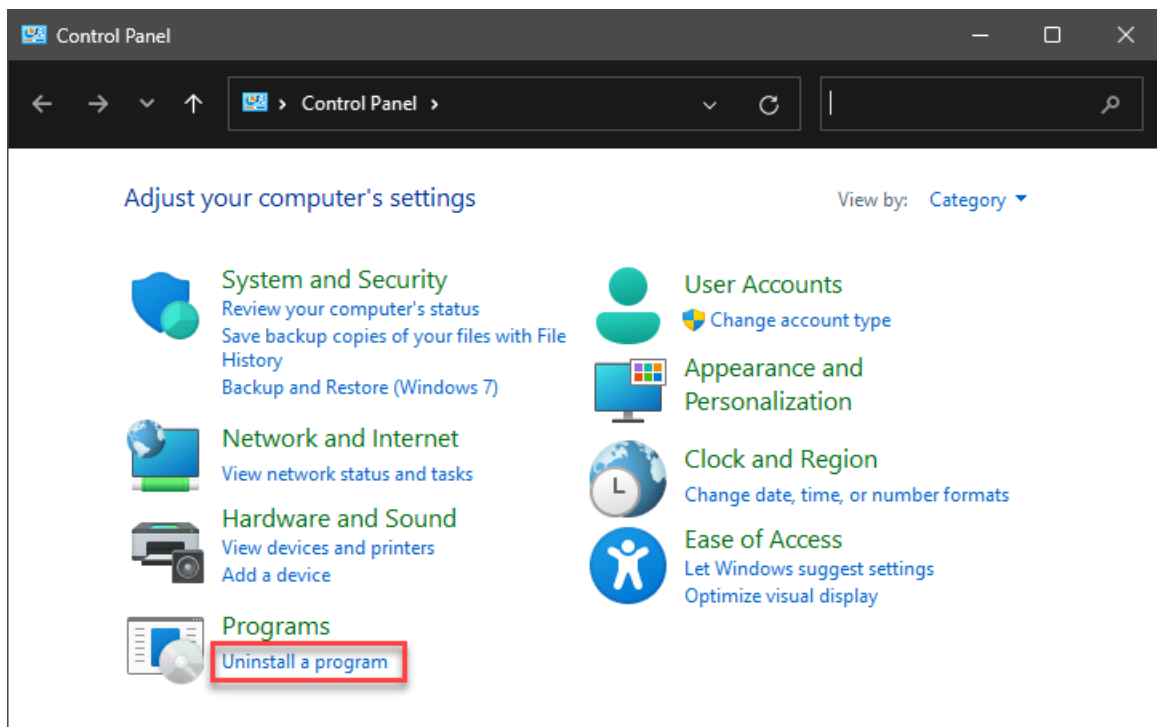 Control Panel
Control Panel
Adjust your computer's settings
View by: Category
System and Security
Review your computer's status
Save backup copies of your files with File
History
Backup and Restore (Windows 7)
Network and Internet
View network status and tasks
Hardware and Sound
View devices and printers
Add a device
Programs
Uninstall a program
User Accounts
Change account type
Appearance and
Personalization
Clock and Region
Change date, time, or number formats
Ease of Access
Let Windows suggest settings
Optimize visual display